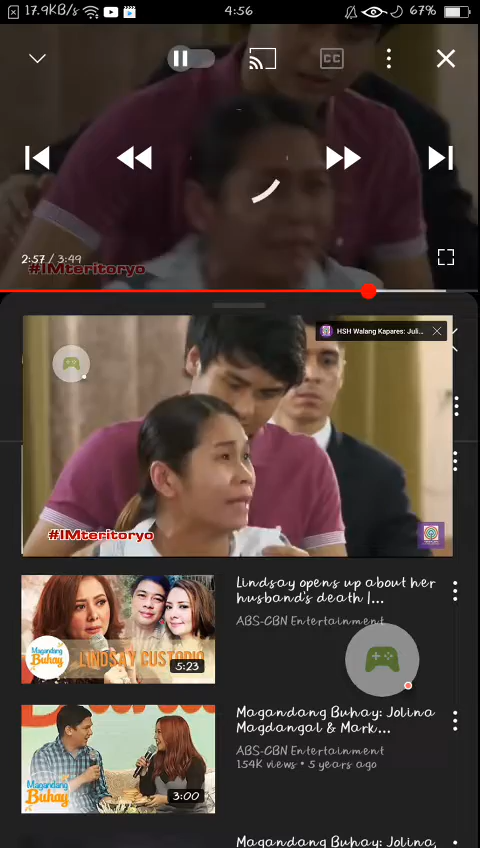 17.9KB/s
4:56
67%
CC
2:57 / 3:49
#IMteritoryo
HSH Walang Kapares: Juli...
#IMteritoryo
Lindsay opens up about her
husband's death |...
ABS-CBN Entertainment
Magandang
Buhay
LINDSAY CUSTODIO
5:23
Magandang Buhay: Jolina
Magdangal & Mark...
ABS-CBN Entertainment
154K views • 5 years ago
Magandang
Buhay
3:00
Magandang Buhay: Jolina,